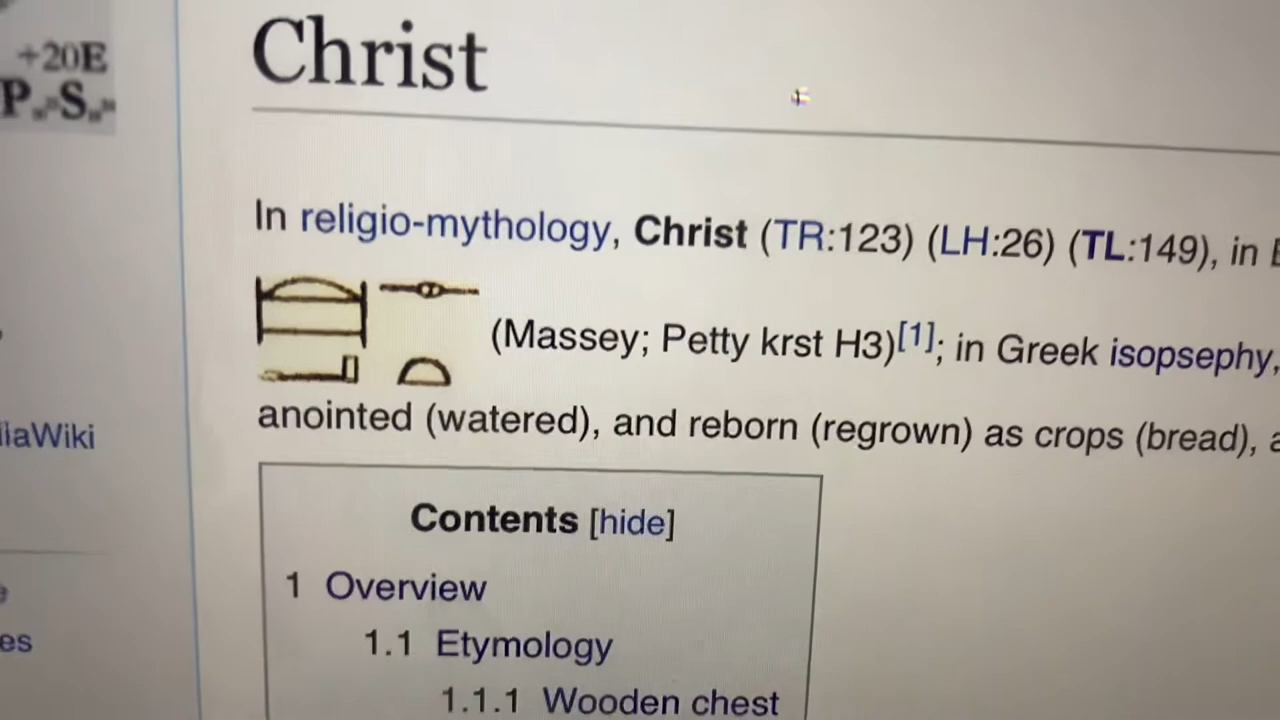 Christ
+20E
P.»S.»
In religio-mythology, Christ (TR:123) (LH:26) (TL:149), in
(Massey; Petty krst H3)[1]; in Greek isopsephy,
anointed (watered), and reborn (regrown) as crops (bread),
Contents [hide]
1 Overview
1.1 Etymology
1.1.1 Wooden chest
iaWiki
es